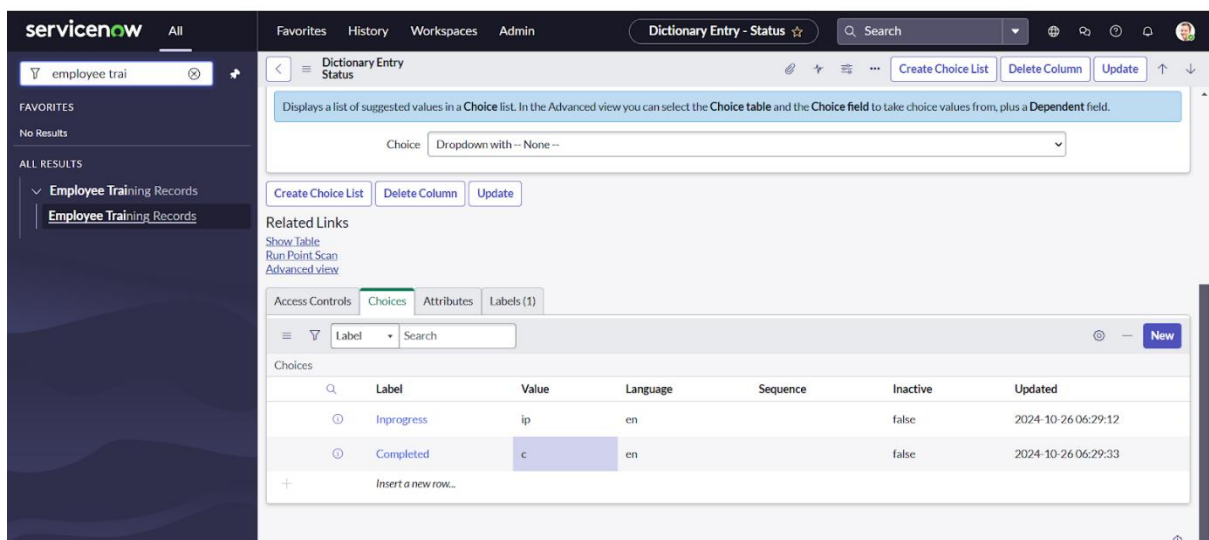 servicenow All Favorites History Workspaces Admin Dictionary Entry - Status Search
employee trai
FAVORITES
No Results
ALL RESULTS
Employee Training Records
Employee Training Records
Dictionary Entry
Status
Create Choice List Delete Column Update
Displays a list of suggested values in a Choice list. In the Advanced view you can select the Choice table and the Choice field to take choice values from, plus a Dependent field.
Choice Dropdown with -- None --
Create Choice List Delete Column Update
Related Links
Show Table
Run Point Scan
Advanced view
Access Controls Choices Attributes Labels (1)
Label Search New
Choices
Label Value Language Sequence Inactive Updated
Inprogress ip en false 2024-10-26 06:29:12
Completed c en false 2024-10-26 06:29:33
Insert a new row...